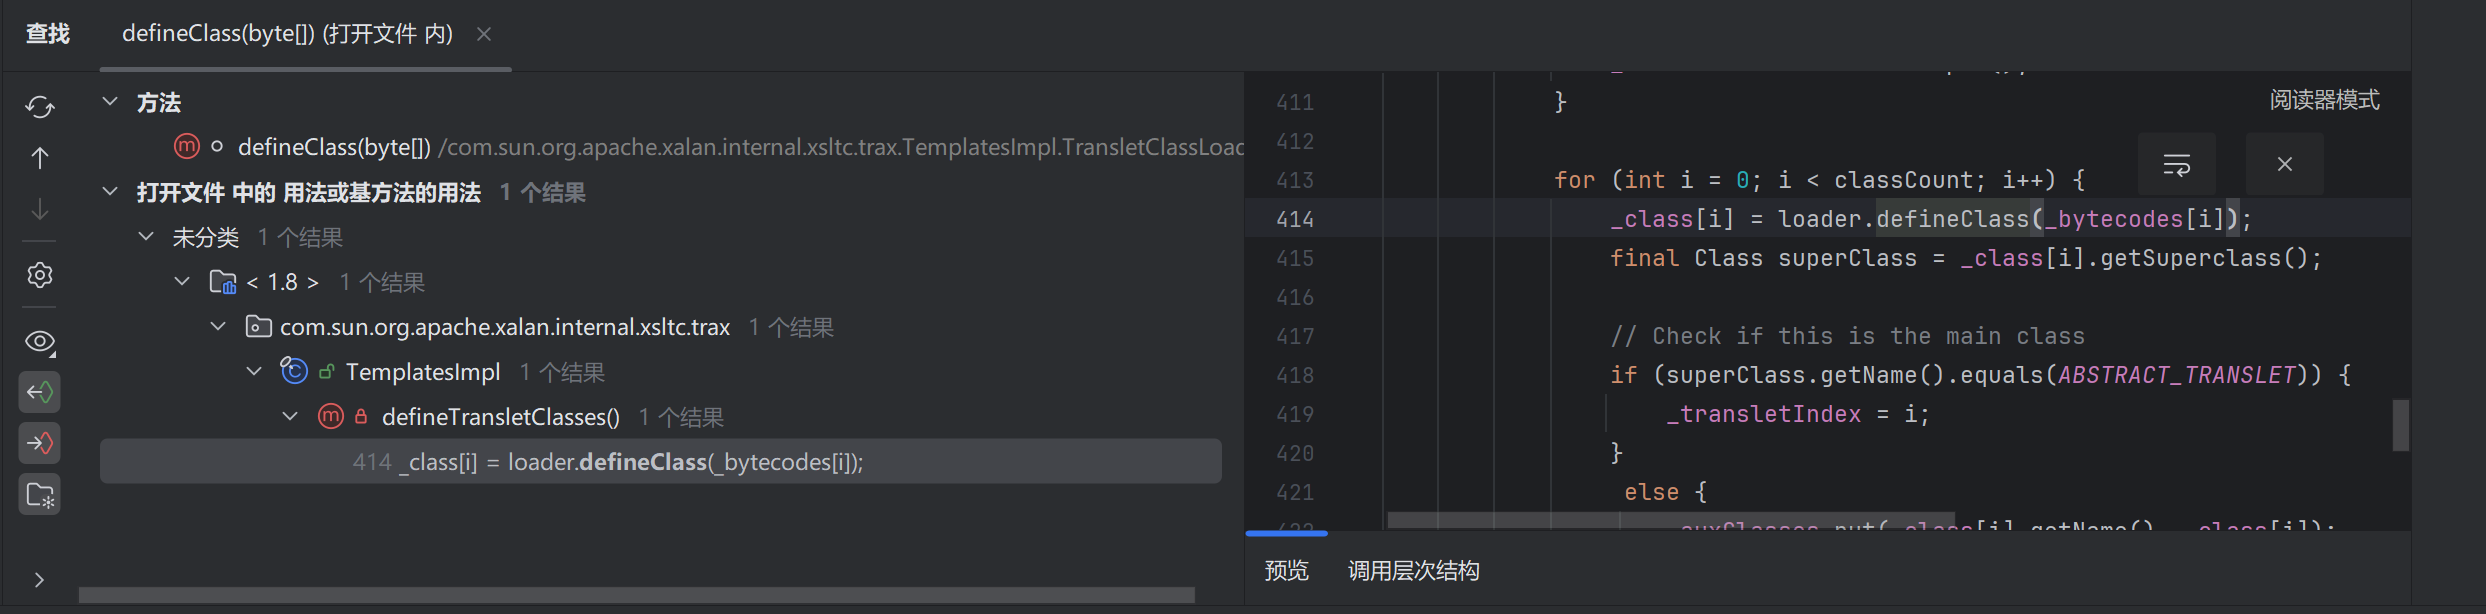 查找
defineClass(byte[]) (打开文件 内)
方法
defineClass(byte[]) /com.sun.org.apache.xalan.internal.xsltc.trax.TemplatesImpl.TransletClassLoad
打开文件 中的 用法或基方法的用法 1 个结果
未分类 1 个结果
< 1.8 > 1 个结果
com.sun.org.apache.xalan.internal.xsltc.trax 1 个结果
TemplatesImpl 1 个结果
defineTransletClasses() 1 个结果
414 _class[i] = loader.defineClass(_bytecodes[i]);
阅读器模式
411 }
412
413 for (int i = 0; i < classCount; i++) {
414 _class[i] = loader.defineClass(_bytecodes[i]);
415 final Class superClass = _class[i].getSuperclass();
416
417 // Check if this is the main class
418 if (superClass.getName().equals(ABSTRACT_TRANSLET)) {
419 _transletIndex = i;
420 }
421 else {
预览
调用层次结构